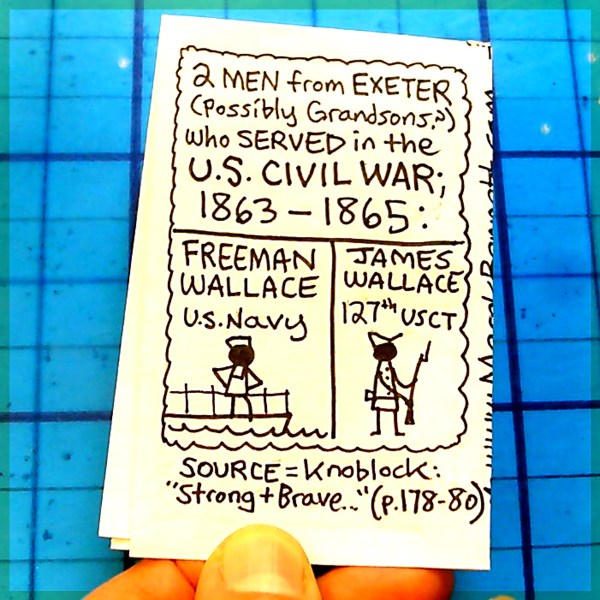 2 MEN from EXETER
(Possibly Grandsons?)
who SERVED in the
U.S. CIVIL WAR;
1863 – 1865:
FREEMAN
WALLACE
U.S. Navy
JAMES
WALLACE
127th USCT
SOURCE = Knoblock:
"Strong + Brave..." (p.178-80)